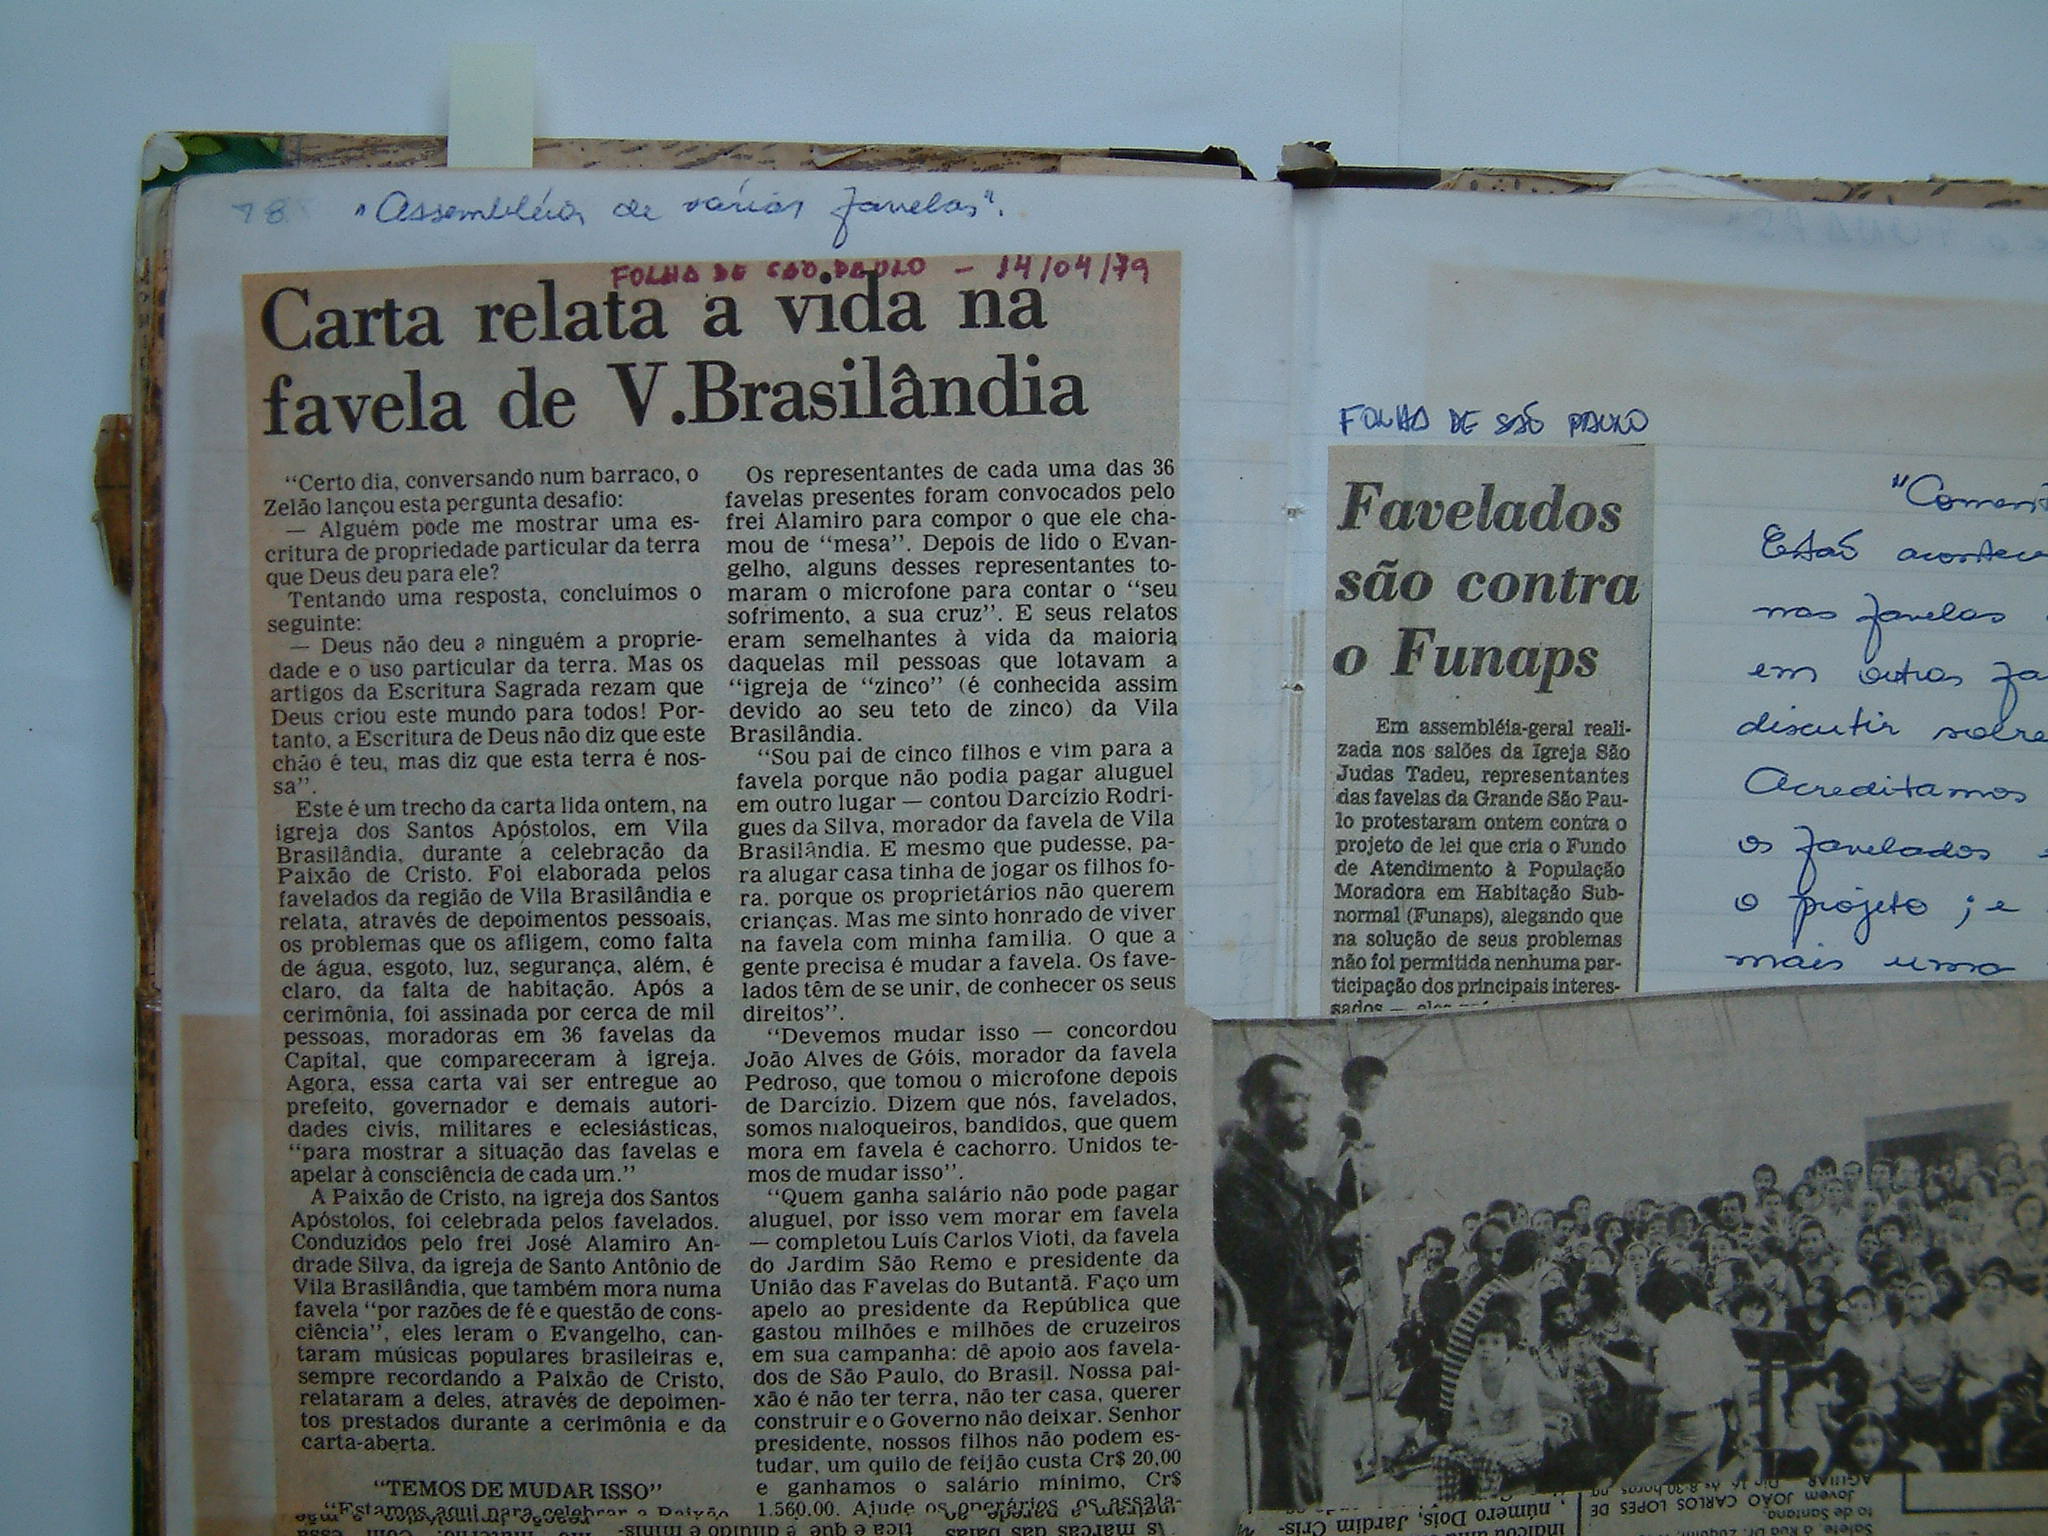 78.
"Assembléia de várias favelas".
FOLHA DE SÃO PAULO - 14/04/79
Carta relata a vida na
favela de V.Brasilândia
“Certo dia, conversando num barraco, o
Zelão lançou esta pergunta desafio:
— Alguém pode me mostrar uma es-
critura de propriedade particular da terra
que Deus deu para ele?
Tentando uma resposta, concluímos o
seguinte:
— Deus não deu a ninguém a proprie-
dade e o uso particular da terra. Mas os
artigos da Escritura Sagrada rezam que
Deus criou este mundo para todos! Por-
tanto, a Escritura de Deus não diz que este
chão é teu, mas diz que esta terra é nos-
sa”.
Este é um trecho da carta lida ontem, na
igreja dos Santos Apóstolos, em Vila
Brasilândia, durante a celebração da
Paixão de Cristo. Foi elaborada pelos
favelados da região de Vila Brasilândia e
relata, através de depoimentos pessoais,
os problemas que os afligem, como falta
de água, esgoto, luz, segurança, além, é
claro, da falta de habitação. Após a
cerimônia, foi assinada por cerca de mil
pessoas, moradoras em 36 favelas da
Capital, que compareceram à igreja.
Agora, essa carta vai ser entregue ao
prefeito, governador e demais autori-
dades civis, militares e eclesiásticas,
“para mostrar a situação das favelas e
apelar à consciência de cada um.”
A Paixão de Cristo, na igreja dos Santos
Apóstolos, foi celebrada pelos favelados.
Conduzidos pelo frei José Alamiro An-
drade Silva, da igreja de Santo Antônio de
Vila Brasilândia, que também mora numa
favela “por razões de fé e questão de cons-
ciência”, eles leram o Evangelho, can-
taram músicas populares brasileiras e,
sempre recordando a Paixão de Cristo,
relataram a deles, através de depoimen-
tos prestados durante a cerimônia e da
carta-aberta.
“TEMOS DE MUDAR ISSO”
“Estamos aqui para celebrar a Paixão
Os representantes de cada uma das 36
favelas presentes foram convocados pelo
frei Alamiro para compor o que ele cha-
mou de “mesa”. Depois de lido o Evan-
gelho, alguns desses representantes to-
maram o microfone para contar o “seu
sofrimento, a sua cruz”. E seus relatos
eram semelhantes à vida da maioria
daquelas mil pessoas que lotavam a
“igreja de “zinco” (é conhecida assim
devido ao seu teto de zinco) da Vila
Brasilândia.
“Sou pai de cinco filhos e vim para a
favela porque não podia pagar aluguel
em outro lugar — contou Darcízio Rodri-
gues da Silva, morador da favela de Vila
Brasilândia. E mesmo que pudesse, pa-
ra alugar casa tinha de jogar os filhos fo-
ra, porque os proprietários não querem
crianças. Mas me sinto honrado de viver
na favela com minha família. O que a
gente precisa é mudar a favela. Os fave-
lados têm de se unir, de conhecer os seus
direitos”.
“Devemos mudar isso — concordou
João Alves de Góis, morador da favela
Pedroso, que tomou o microfone depois
de Darcízio. Dizem que nós, favelados,
somos maloqueiros, bandidos, que quem
mora em favela é cachorro. Unidos te-
mos de mudar isso”.
“Quem ganha salário não pode pagar
aluguel, por isso vem morar em favela
— completou Luís Carlos Vioti, da favela
do Jardim São Remo e presidente da
União das Favelas do Butantã. Faço um
apelo ao presidente da República que
gastou milhões e milhões de cruzeiros
em sua campanha: dê apoio aos favela-
dos de São Paulo, do Brasil. Nossa pai-
xão é não ter terra, não ter casa, querer
construir e o Governo não deixar. Senhor
presidente, nossos filhos não podem es-
tudar, um quilo de feijão custa Cr$ 20,00
e ganhamos o salário mínimo, Cr$
1.560.00. Ajude os operários os assala-
FOLHA DE SÃO PAULO
Favelados
são contra
o Funaps
Em assembléia-geral reali-
zada nos salões da Igreja São
Judas Tadeu, representantes
das favelas da Grande São Pau-
lo protestaram ontem contra o
projeto de lei que cria o Fundo
de Atendimento à População
Moradora em Habitação Sub-
normal (Funaps), alegando que
na solução de seus problemas
não foi permitida nenhuma par-
ticipação dos principais interes-
sados —
Estão
nas favelas
em outras
discutir sobre
Acreditamos
os favelados
o projeto ; e
mais uma
AGUIAR
Jovem JOÃO CARLOS LOPES DE
to de Santana.
número Dois, Jardim Cris-